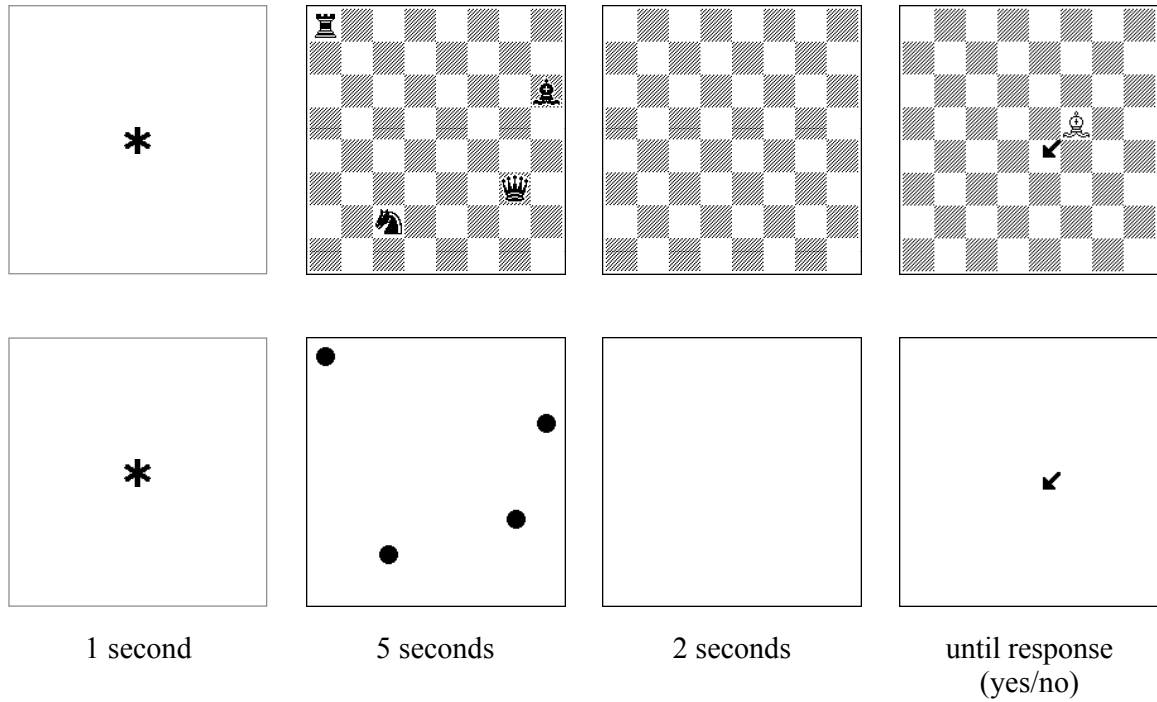 1 second
5 seconds
2 seconds
until response
(yes/no)